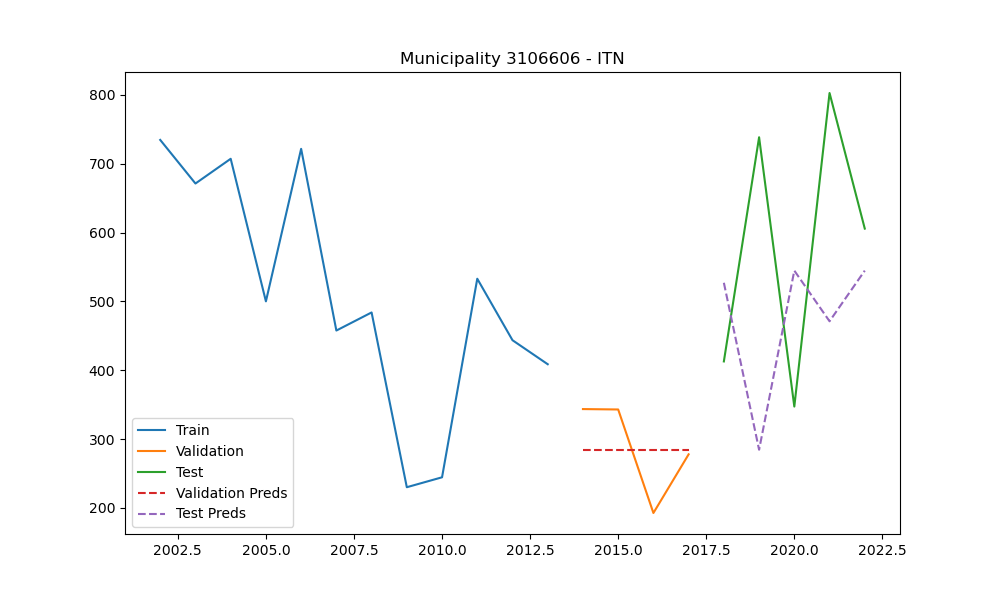 Municipality 3106606 - ITN
800
700
600
500
400
300
200
Train
Validation
Test
Validation Preds
Test Preds
2002.5 2005.0 2007.5 2010.0 2012.5 2015.0 2017.5 2020.0 2022.5